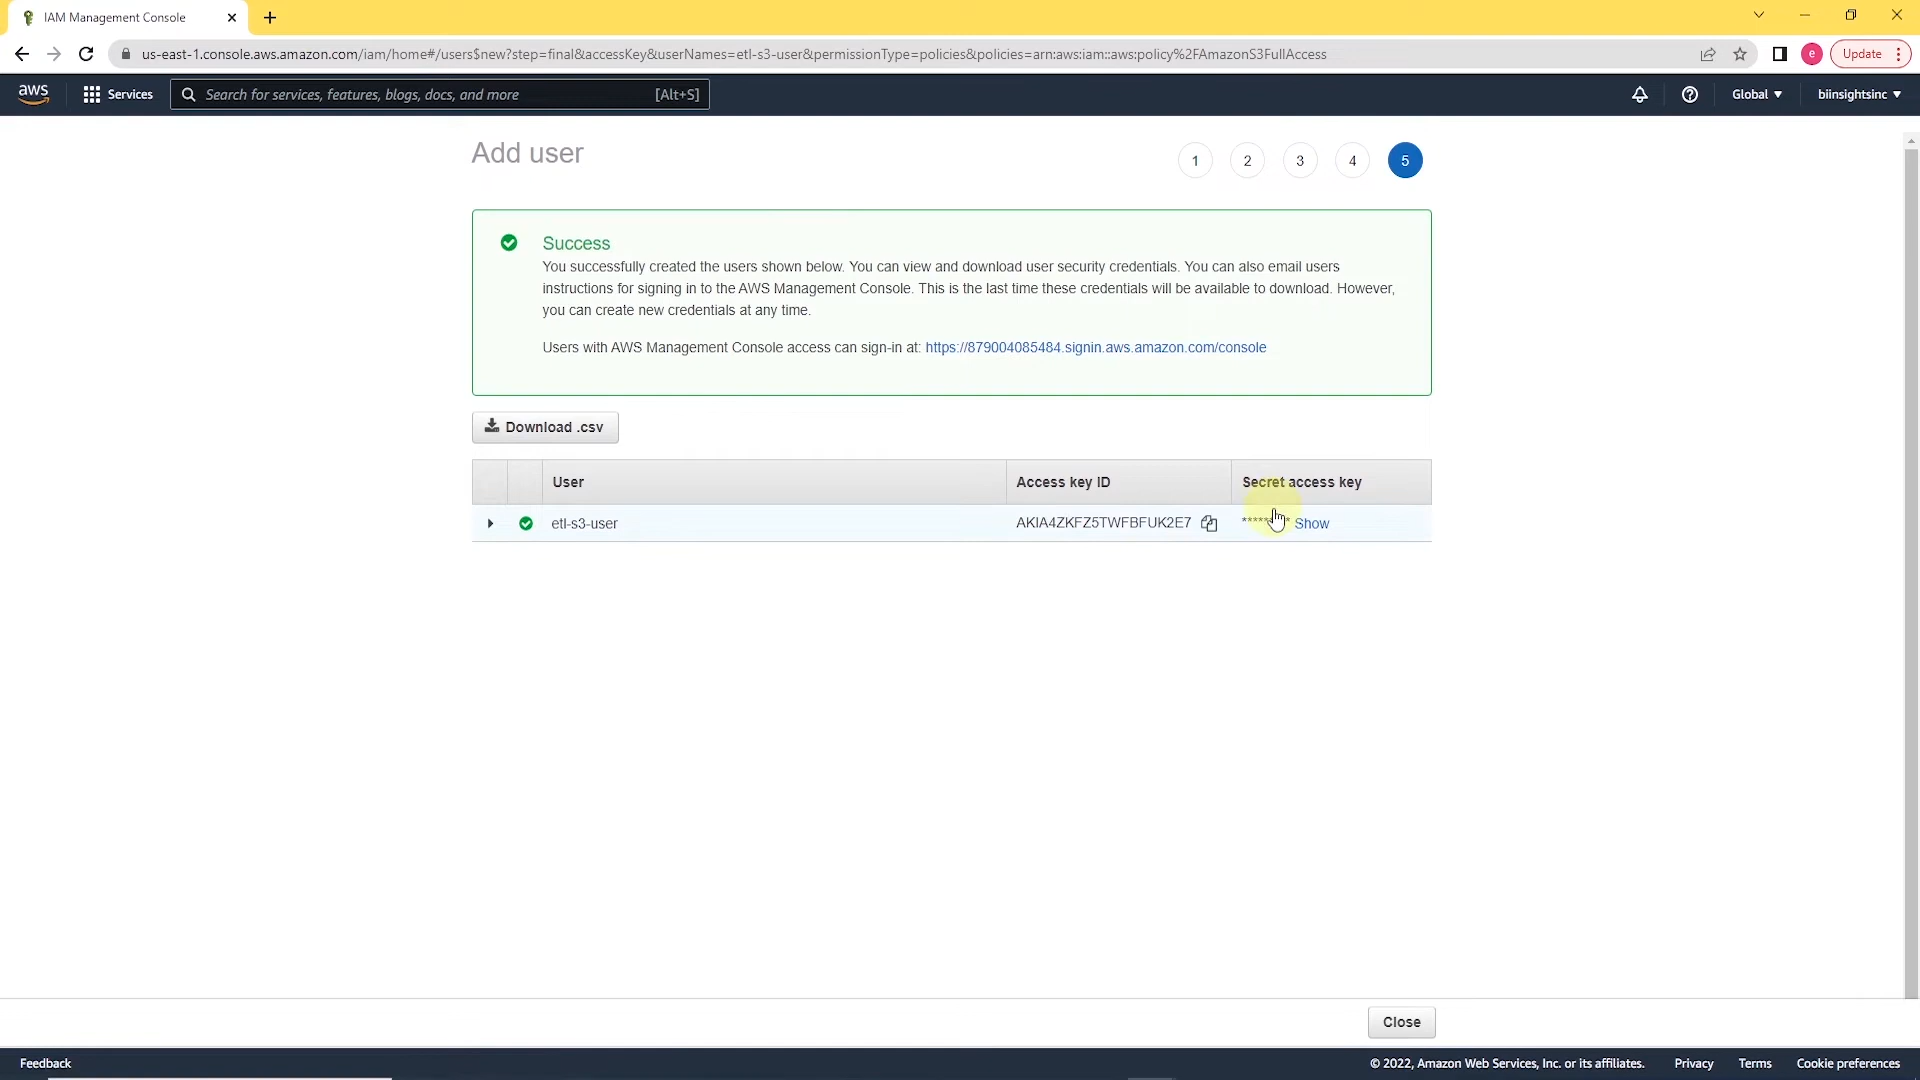 IAM Management Console
us-east-1.console.aws.amazon.com/iam/home#/users$new?step=final&accessKey&userNames=etl-s3-user&permissionType=policies&policies=arn:aws:iam::aws:policy%2FAmazonS3FullAccess
e
Update
aws
Services
Search for services, features, blogs, docs, and more
[Alt+S]
Global
biinsightsinc
Add user
1 2 3 4 5
Success
You successfully created the users shown below. You can view and download user security credentials. You can also email users
instructions for signing in to the AWS Management Console. This is the last time these credentials will be available to download. However,
you can create new credentials at any time.
Users with AWS Management Console access can sign-in at: https://879004085484.signin.aws.amazon.com/console
Download .csv
User Access key ID Secret access key
etl-s3-user AKIA4ZKFZ5TWFBFUK2E7 ********* Show
Close
Feedback
© 2022, Amazon Web Services, Inc. or its affiliates. Privacy Terms Cookie preferences